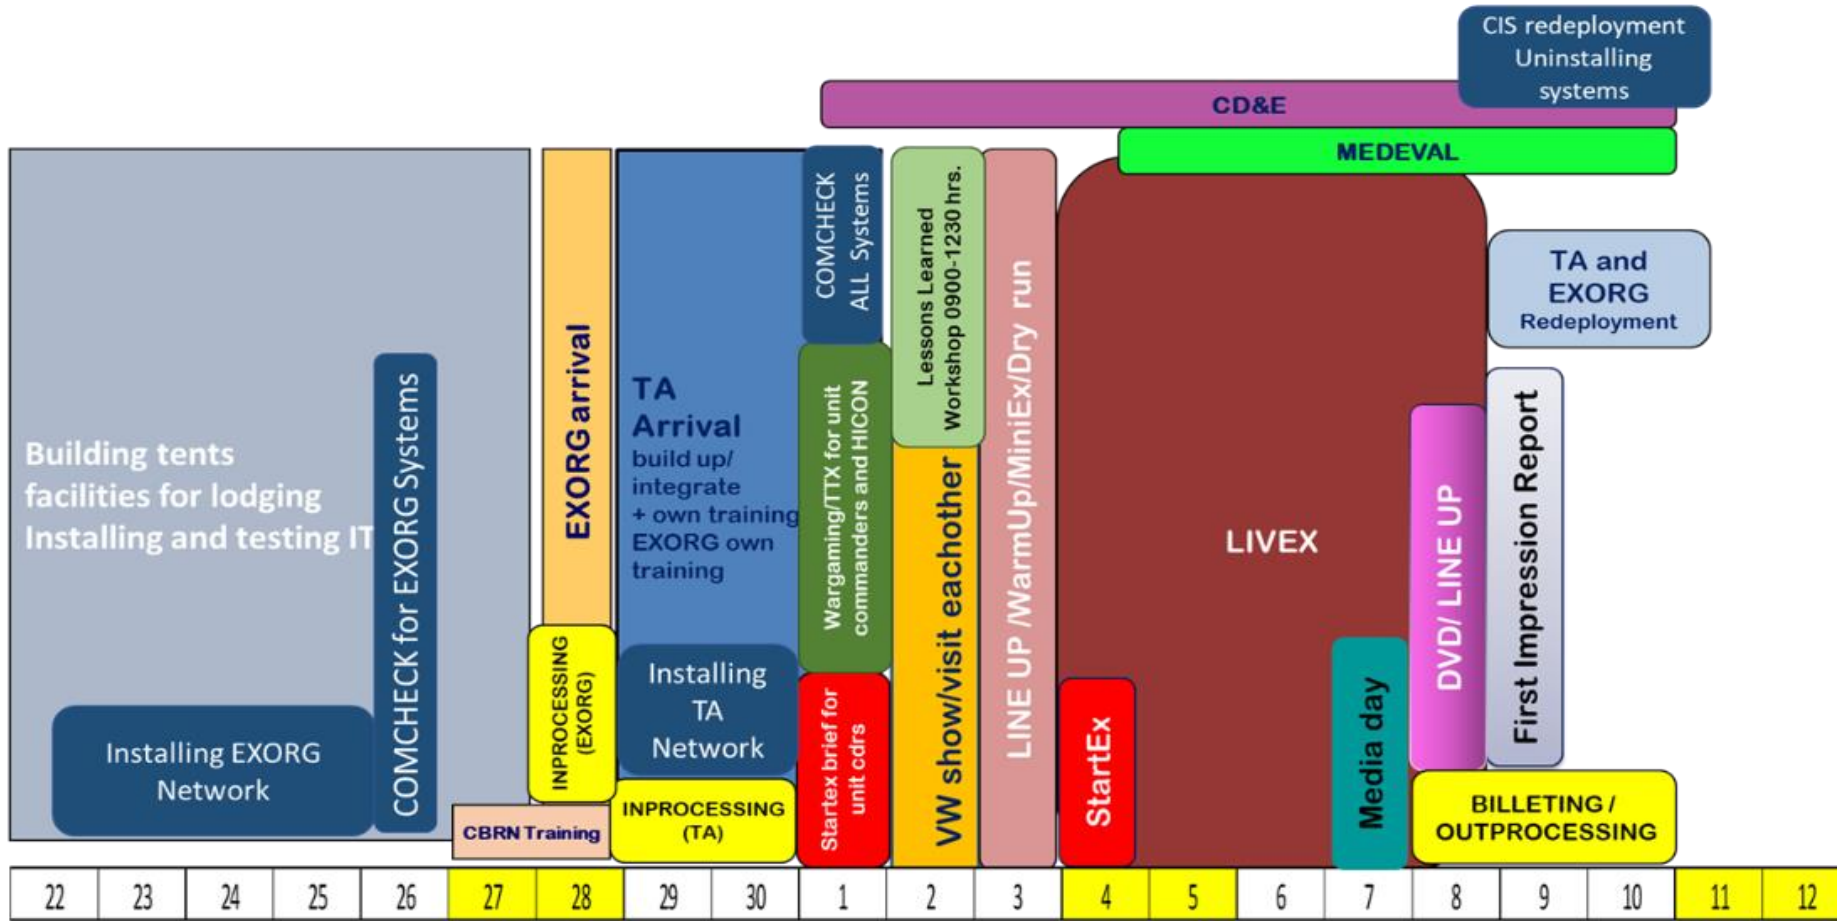 CIS redeployment
Uninstalling
systems
CD&E
MEDEVAL
Building tents
facilities for lodging
Installing and testing IT
Installing EXORG
Network
COMCHECK for EXORG Systems
EXORG arrival
INPROCESSING
(EXORG)
CBRN Training
TA
Arrival
build up/
integrate
+ own training
EXORG own
training
Installing
TA
Network
INPROCESSING
(TA)
COMCHECK
ALL Systems
Wargaming/TTX for unit
commanders and HICON
Startex brief for
unit cdrs
Lessons Learned
Workshop 0900-1230 hrs.
VW show/visit eachother
LINE UP /WarmUp/MiniEx/Dry run
LIVEX
StartEx
Media day
DVD/ LINE UP
TA and
EXORG
Redeployment
First Impression Report
BILLETING /
OUTPROCESSING
22 23 24 25 26 27 28 29 30 1 2 3 4 5 6 7 8 9 10 11 12